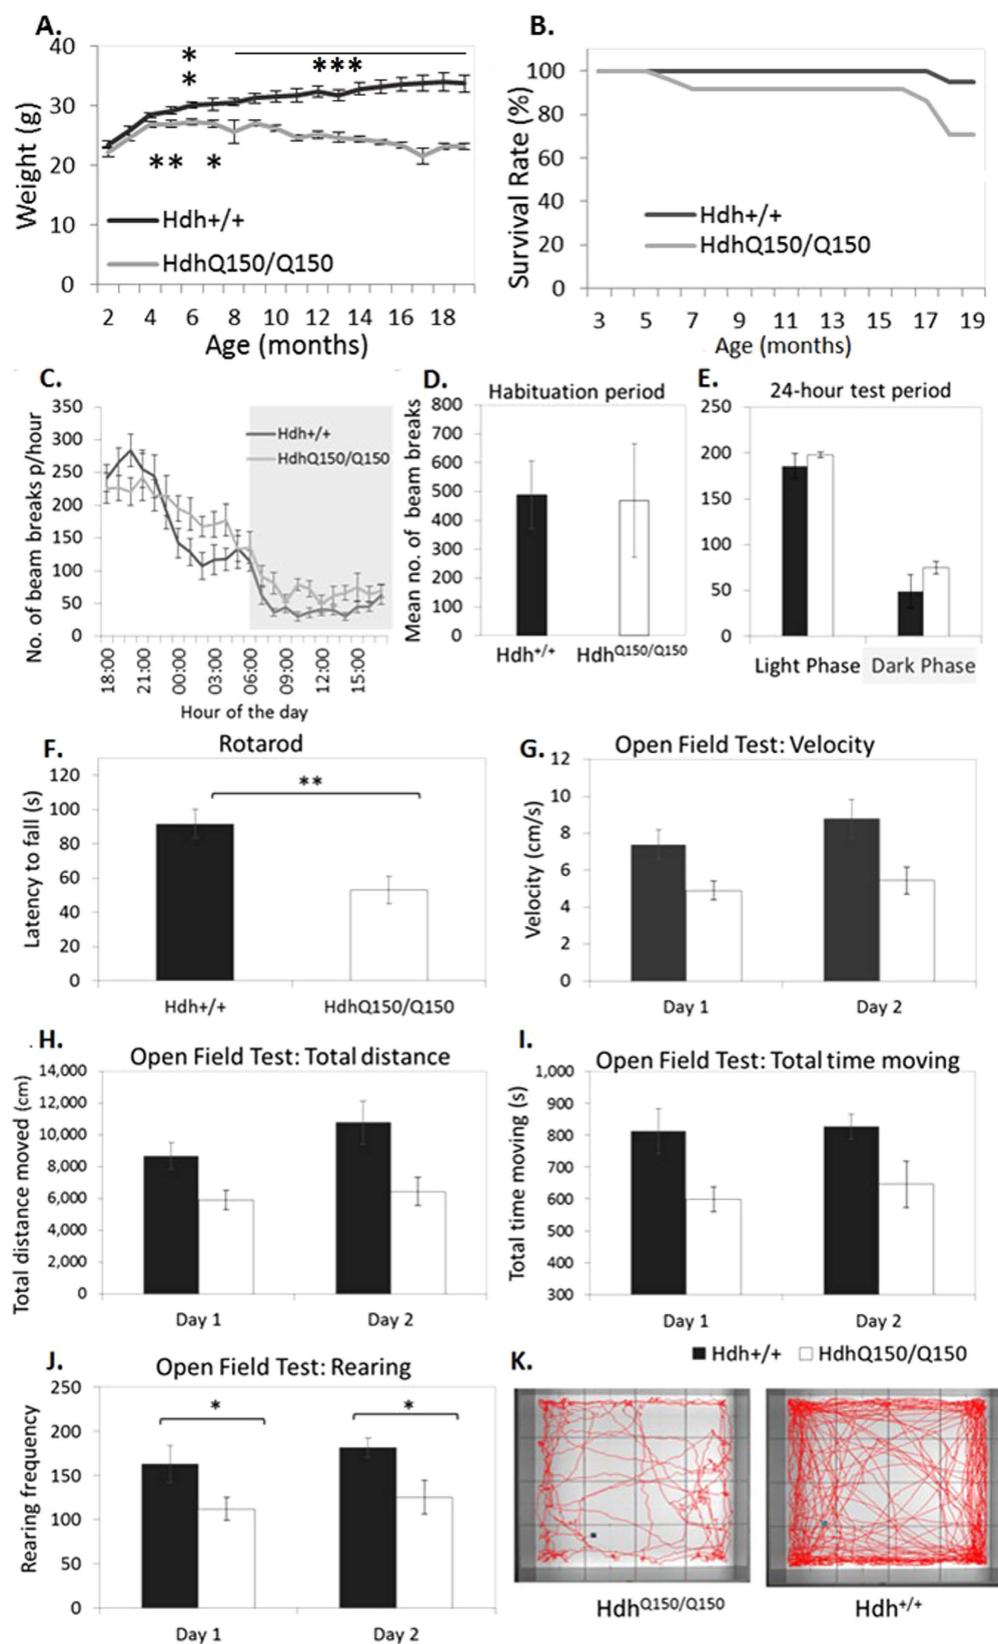 A.
40
30
20
10
0
Weight (g)
*
*
***
** *
Hdh+/+
HdhQ150/Q150
2 4 6 8 10 12 14 16 18
Age (months)
B.
100
80
60
40
20
0
Survival Rate (%)
Hdh+/+
HdhQ150/Q150
3 5 7 9 11 13 15 17 19
Age (months)
C.
350
300
250
200
150
100
50
0
No. of beam breaks p/hour
Hdh+/+
HdhQ150/Q150
18:00 21:00 00:00 03:00 06:00 09:00 12:00 15:00
Hour of the day
D.
Habituation period
800
700
600
500
400
300
200
100
0
Mean no. of beam breaks
Hdh+/+ HdhQ150/Q150
E.
24-hour test period
250
200
150
100
50
0
Light Phase Dark Phase
F.
Rotarod
120
100
80
60
40
20
0
Latency to fall (s)
**
Hdh+/+ HdhQ150/Q150
G.
Open Field Test: Velocity
12
10
8
6
4
2
0
Velocity (cm/s)
Day 1 Day 2
H.
Open Field Test: Total distance
14,000
12,000
10,000
8,000
6,000
4,000
2,000
0
Total distance moved (cm)
Day 1 Day 2
I.
Open Field Test: Total time moving
1,000
900
800
700
600
500
400
300
Total time moving (s)
Day 1 Day 2
Hdh+/+ HdhQ150/Q150
J.
Open Field Test: Rearing
250
200
150
100
50
0
Rearing frequency
* *
Day 1 Day 2
K.
HdhQ150/Q150 Hdh+/+